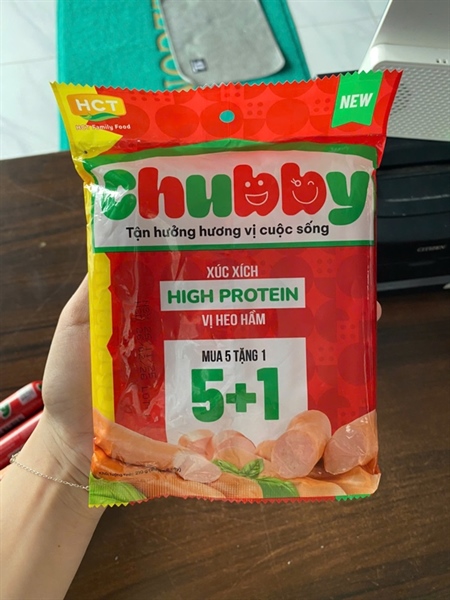 HCT
NEW
Chubby
Tận hưởng hương vị cuộc sống
XÚC XÍCH
HIGH PROTEIN
VỊ HEO HẦM
MUA 5 TẶNG 1
5+1